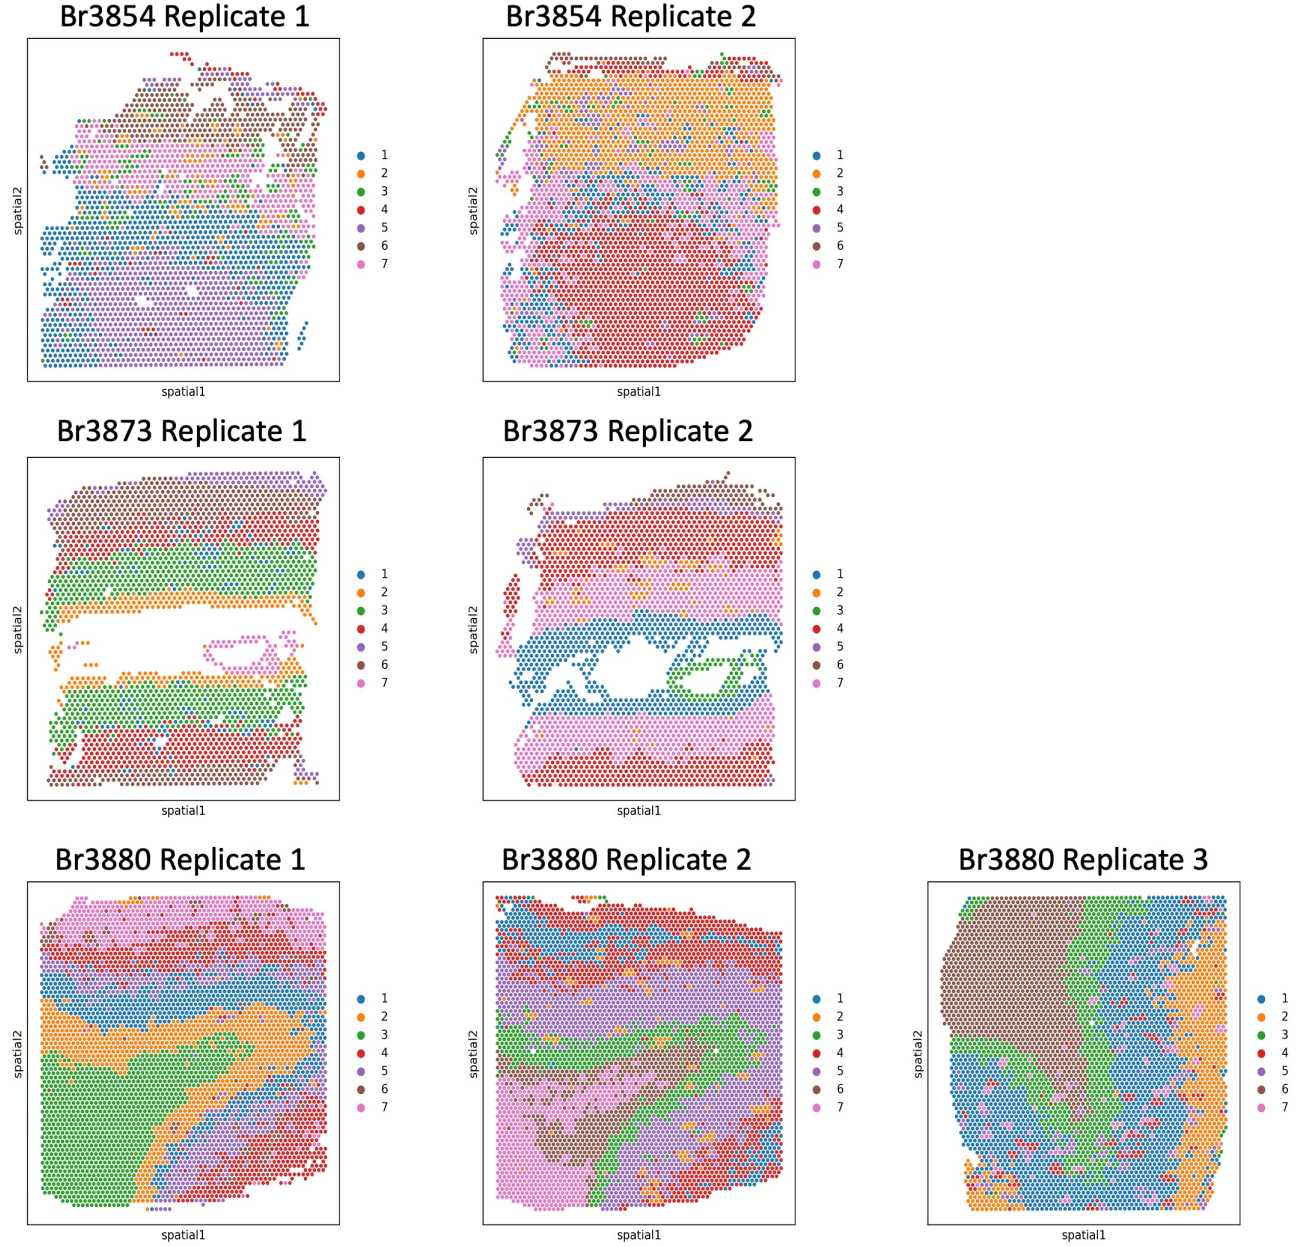 Br3854 Replicate 1
Br3854 Replicate 2
spatial2
1
2
3
4
5
6
7
spatial1
spatial2
1
2
3
4
5
6
7
spatial1
Br3873 Replicate 1
Br3873 Replicate 2
spatial2
1
2
3
4
5
6
7
spatial1
spatial2
1
2
3
4
5
6
7
spatial1
Br3880 Replicate 1
Br3880 Replicate 2
Br3880 Replicate 3
spatial2
1
2
3
4
5
6
7
spatial1
spatial2
1
2
3
4
5
6
7
spatial1
spatial2
1
2
3
4
5
6
7
spatial1